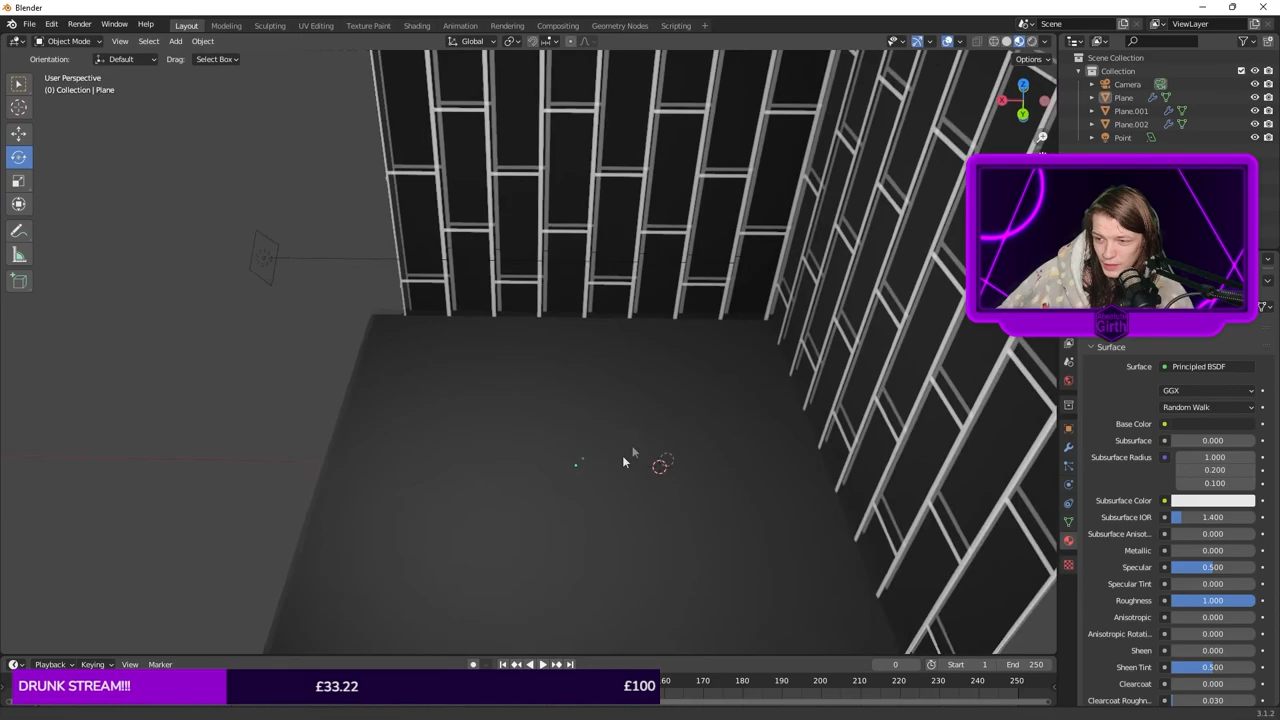 Blender
File Edit Render Window Help Layout Modeling Sculpting UV Editing Texture Paint Shading Animation Rendering Compositing Geometry Nodes Scripting + Scene ViewLayer
Object Mode View Select Add Object Global
Orientation: Default Drag: Select Box Options
User Perspective
(0) Collection | Plane
Scene Collection
Collection
Camera
Plane
Plane.001
Plane.002
Point
X
Y
Z
Girth
Surface
Surface Principled BSDF
GGX
Random Walk
Base Color
Subsurface 0.000
Subsurface Radius 1.000
0.200
0.100
Subsurface Color
Subsurface IOR 1.400
Subsurface Anisot... 0.000
Metallic 0.000
Specular 0.500
Specular Tint 0.000
Roughness 1.000
Anisotropic 0.000
Anisotropic Rotati... 0.000
Sheen 0.000
Sheen Tint 0.500
Clearcoat 0.000
Clearcoat Roughn... 0.030
Playback Keying View Marker 0 Start 1 End 250
170 180 190 200 210 220 230 240 250
DRUNK STREAM!!! £33.22 £100
3.1.2